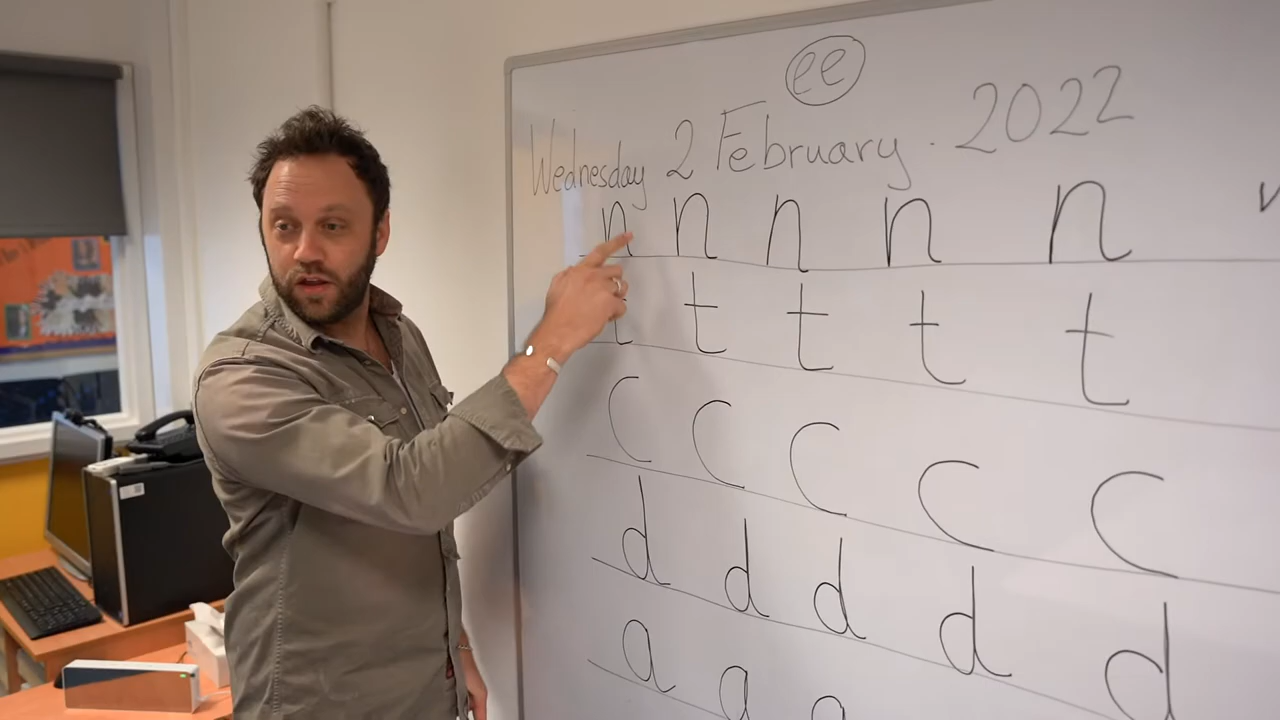 ee
Wednesday 2 February. 2022
n n n n n
t t t t t
c c c c c
d d d d d
a a a